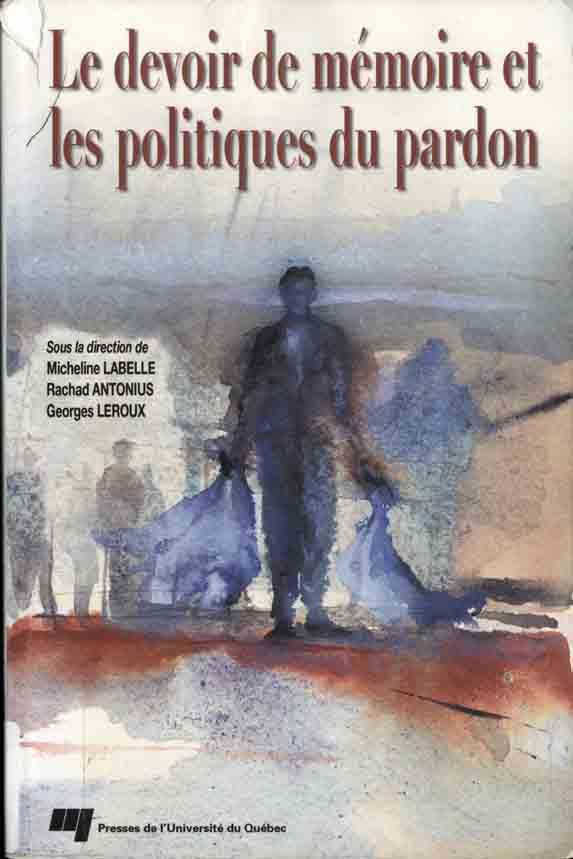 Le devoir de mémoire et
les politiques du pardon
Sous la direction de
Micheline LABELLE
Rachad ANTONIUS
Georges LEROUX
Presses de l'Université du Québec